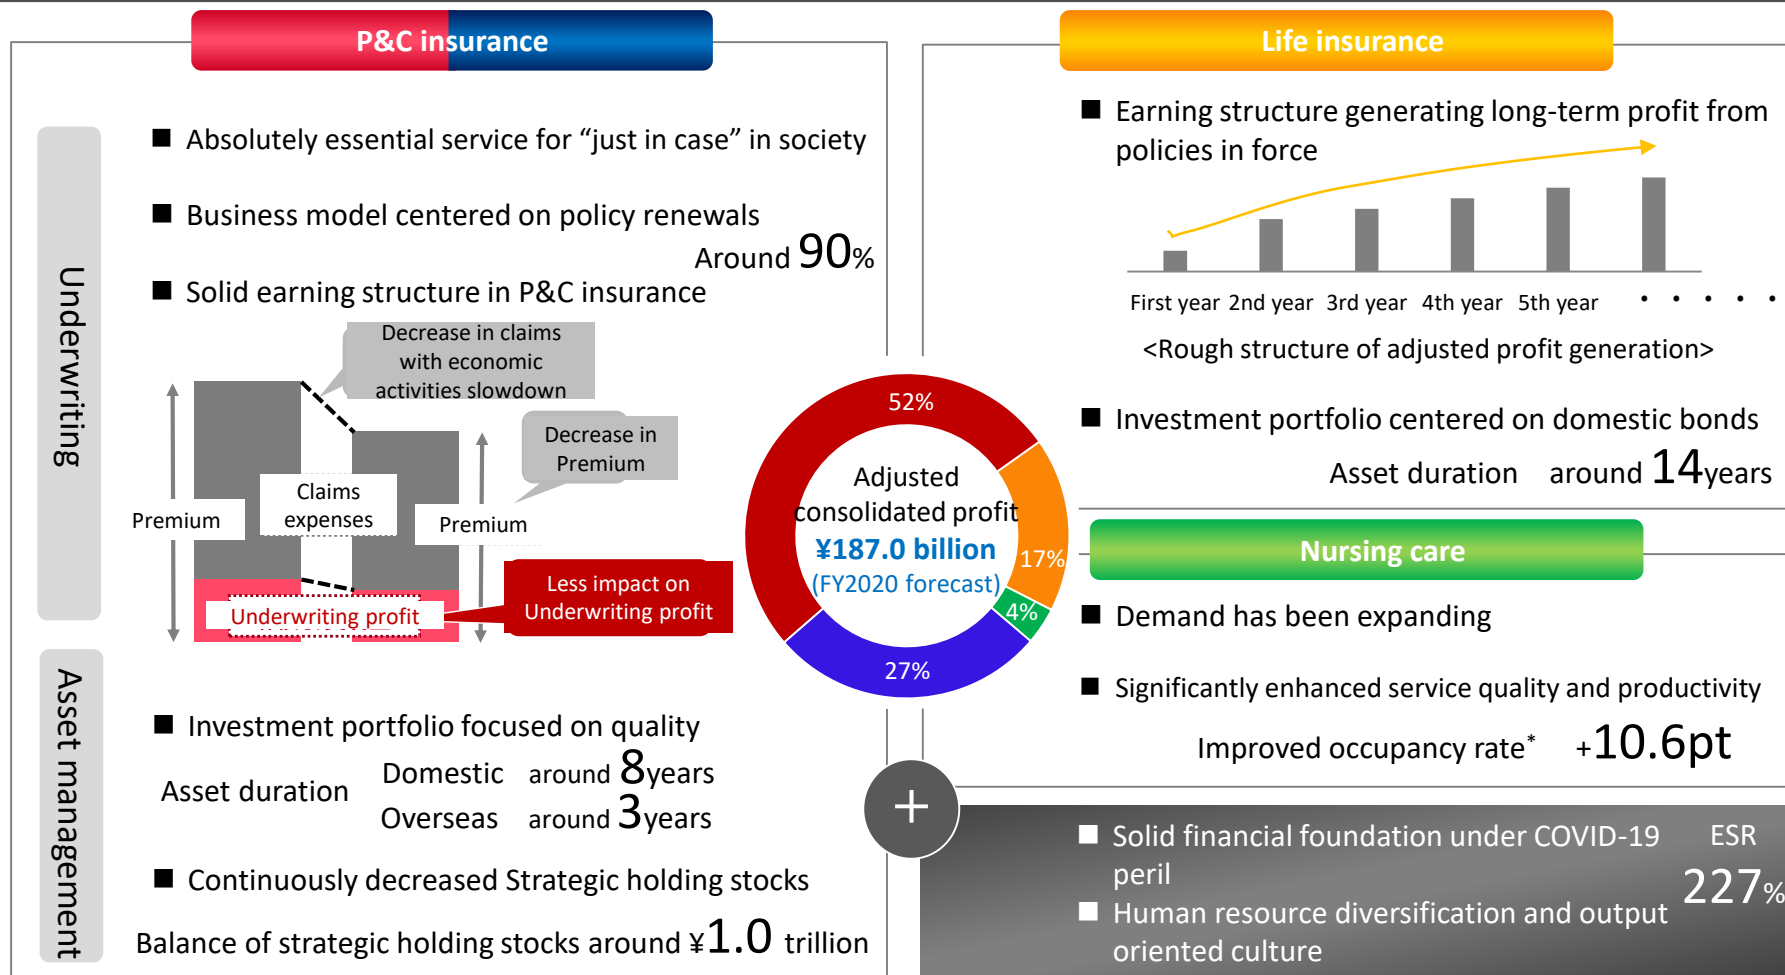 P&C insurance
Underwriting
■ Absolutely essential service for “just in case” in society
■ Business model centered on policy renewals
Around 90%
■ Solid earning structure in P&C insurance
Decrease in claims
with economic
activities slowdown
Decrease in
Premium
Premium
Claims
expenses
Premium
Underwriting profit
Less impact on
Underwriting profit
Asset management
■ Investment portfolio focused on quality
Asset duration
Domestic around 8years
Overseas around 3years
■ Continuously decreased Strategic holding stocks
Balance of strategic holding stocks around ¥1.0 trillion
52%
17%
4%
27%
Adjusted
consolidated profit
¥187.0 billion
(FY2020 forecast)
+
Life insurance
■ Earning structure generating long-term profit from
policies in force
First year 2nd year 3rd year 4th year 5th year • • • • •
<Rough structure of adjusted profit generation>
■ Investment portfolio centered on domestic bonds
Asset duration around 14years
Nursing care
■ Demand has been expanding
■ Significantly enhanced service quality and productivity
Improved occupancy rate* +10.6pt
■ Solid financial foundation under COVID-19
peril
■ Human resource diversification and output
oriented culture
ESR
227%